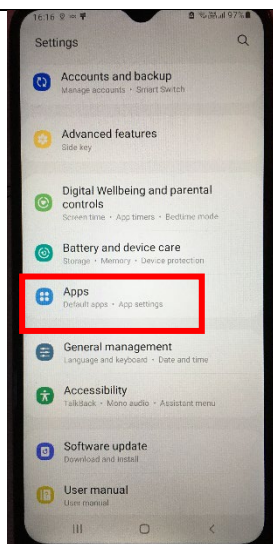 16:16
97%
Settings
Accounts and backup
Manage accounts • Smart Switch
Advanced features
Side key
Digital Wellbeing and parental
controls
Screen time • App timers • Bedtime mode
Battery and device care
Storage • Memory • Device protection
Apps
Default apps • App settings
General management
Language and keyboard • Date and time
Accessibility
TalkBack • Mono audio • Assistant menu
Software update
Download and install
User manual
User manual